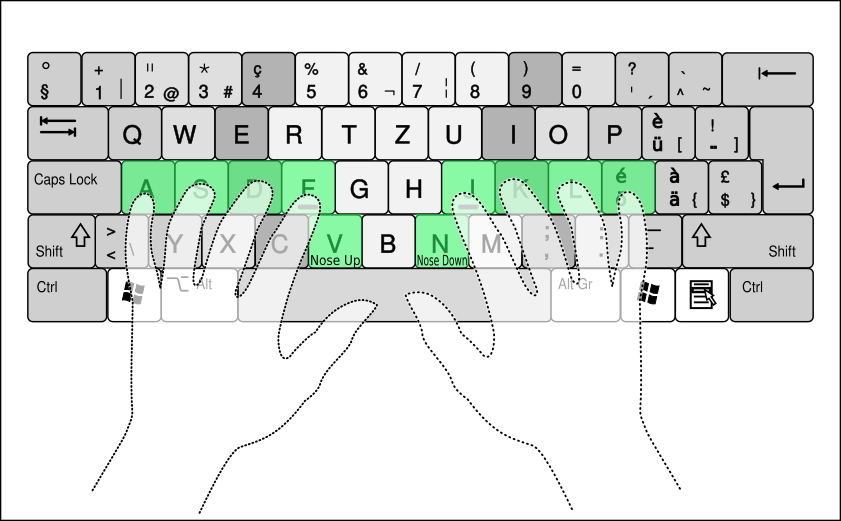 ° + " * ç % & / ( ) = ? `
§ 1 | 2 @ 3 # 4 5 6 ¬ 7 ¦ 8 9 0 ' ´ ^ ~
Q W E R T Z U I O P è ü [ ! - ]
Caps Lock A S D F G H J K L é à ä { £ $ }
Shift > < \ Y X C V B N M ; , : . _ - Shift
Nose Up Nose Down
Ctrl Alt Alt Gr Ctrl